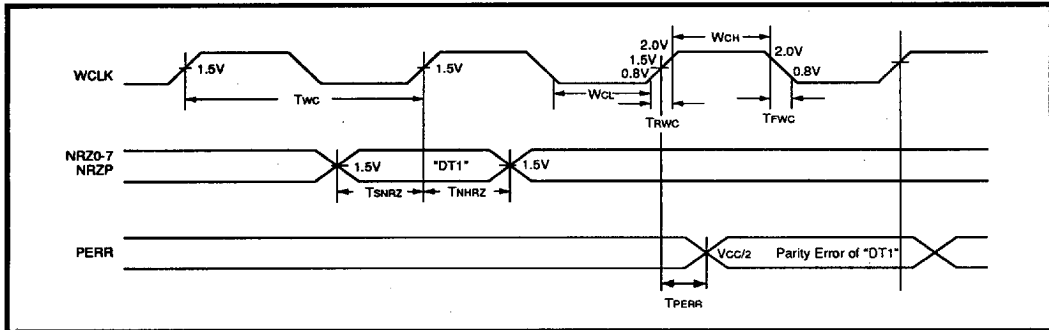 WCLK
1.5V
TWC
1.5V
WCL
2.0V
1.5V
0.8V
TRWC
WCH
2.0V
0.8V
TFWC
NRZ0-7
NRZP
1.5V
"DT1"
1.5V
TSNRZ
TNHRZ
PERR
VCC/2
Parity Error of "DT1"
TPERR